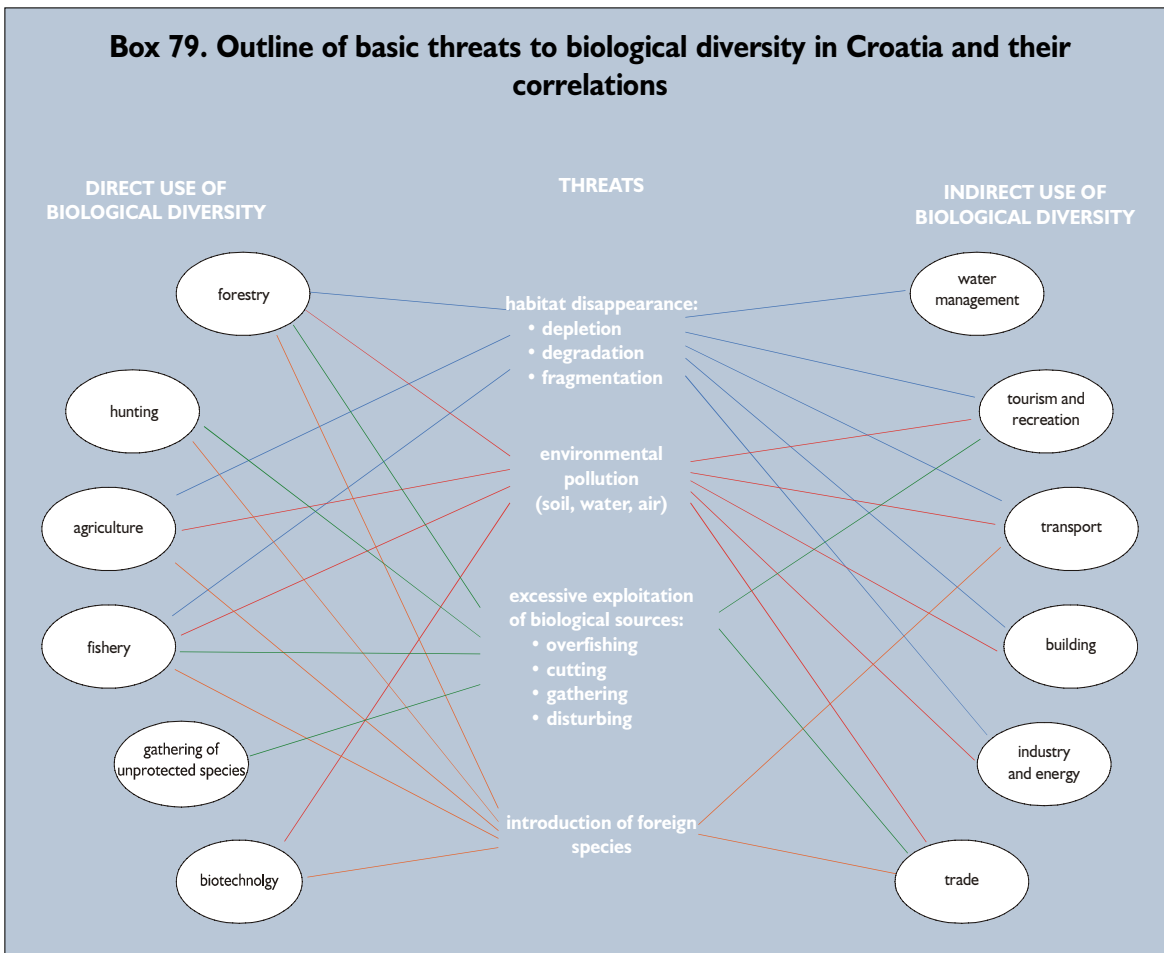 Box 79. Outline of basic threats to biological diversity in Croatia and their
correlations
DIRECT USE OF
BIOLOGICAL DIVERSITY
THREATS
INDIRECT USE OF
BIOLOGICAL DIVERSITY
forestry
hunting
agriculture
fishery
gathering of
unprotected species
biotechnolgy
habitat disappearance:
• depletion
• degradation
• fragmentation
environmental
pollution
(soil, water, air)
excessive exploitation
of biological sources:
• overfishing
• cutting
• gathering
• disturbing
introduction of foreign
species
water
management
tourism and
recreation
transport
building
industry
and energy
trade